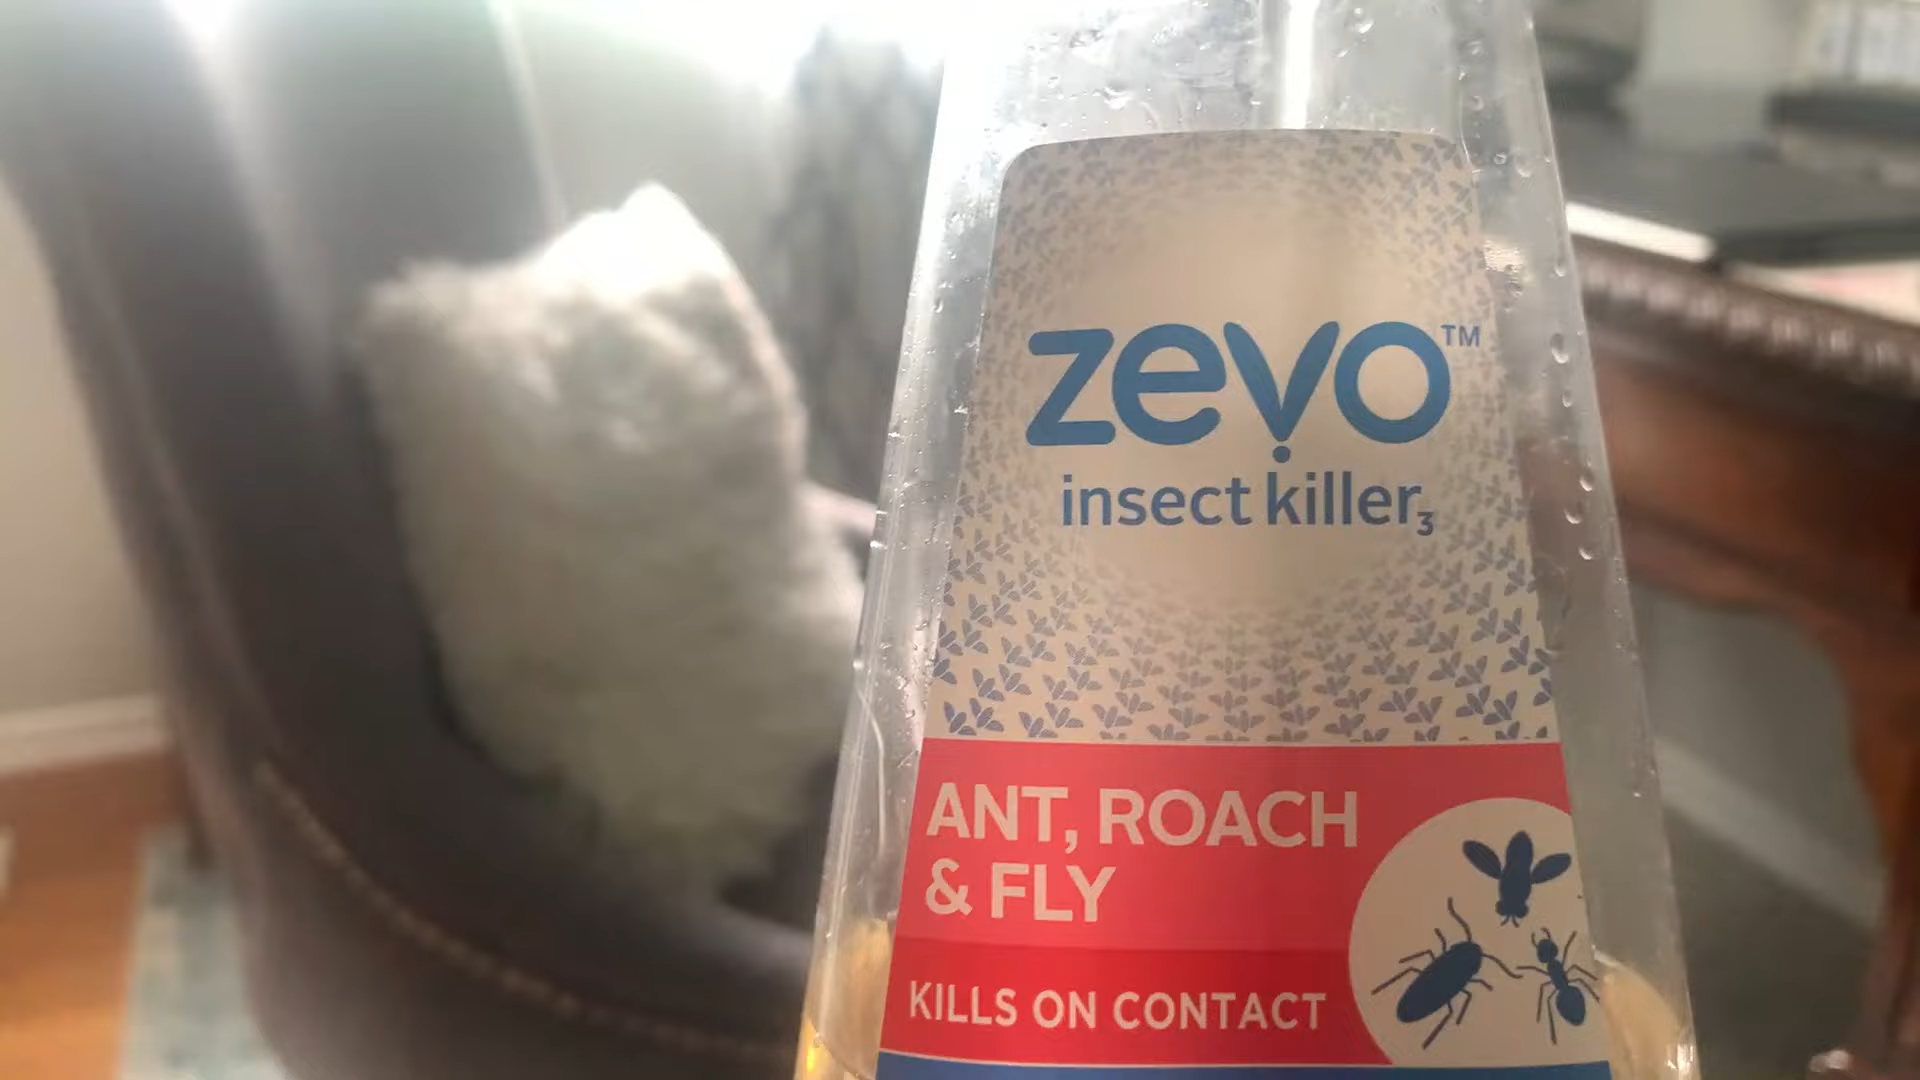 zevo™
insect killer₃
ANT, ROACH
& FLY
KILLS ON CONTACT